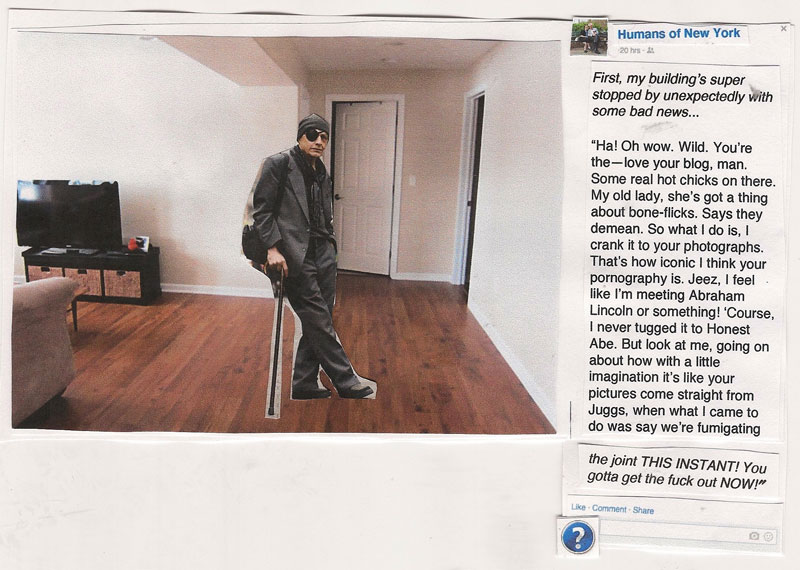 Humans of New York
20 hrs ·
First, my building's super
stopped by unexpectedly with
some bad news...
“Ha! Oh wow. Wild. You're
the—love your blog, man.
Some real hot chicks on there.
My old lady, she's got a thing
about bone-flicks. Says they
demean. So what I do is, I
crank it to your photographs.
That's how iconic I think your
pornography is. Jeez, I feel
like I'm meeting Abraham
Lincoln or something! ‘Course,
I never tugged it to Honest
Abe. But look at me, going on
about how with a little
imagination it's like your
pictures come straight from
Juggs, when what I came to
do was say we're fumigating
the joint THIS INSTANT! You
gotta get the fuck out NOW!”
Like · Comment · Share
?